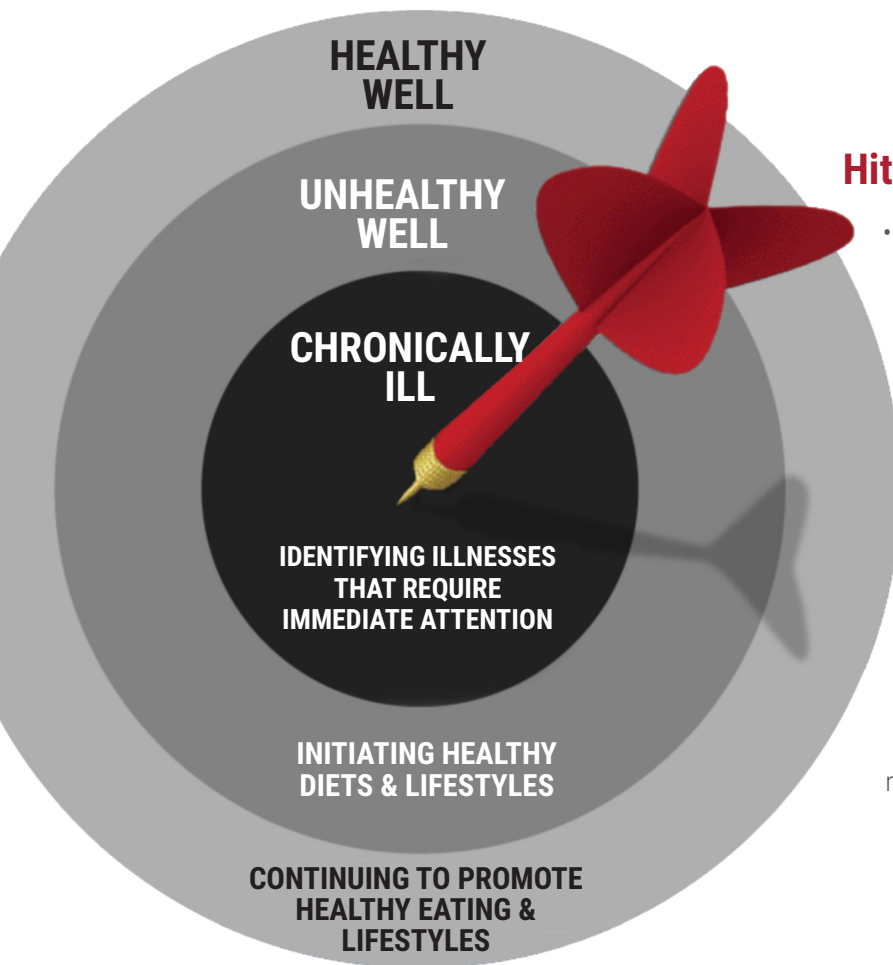 HEALTHY
WELL
Hit
UNHEALTHY
WELL
CHRONICALLY
ILL
IDENTIFYING ILLNESSES
THAT REQUIRE
IMMEDIATE ATTENTION
INITIATING HEALTHY
DIETS & LIFESTYLES
CONTINUING TO PROMOTE
HEALTHY EATING &
LIFESTYLES